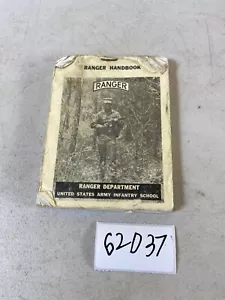 RANGER HANDBOOK
RANGER
RANGER DEPARTMENT
UNITED STATES ARMY INFANTRY SCHOOL
62037